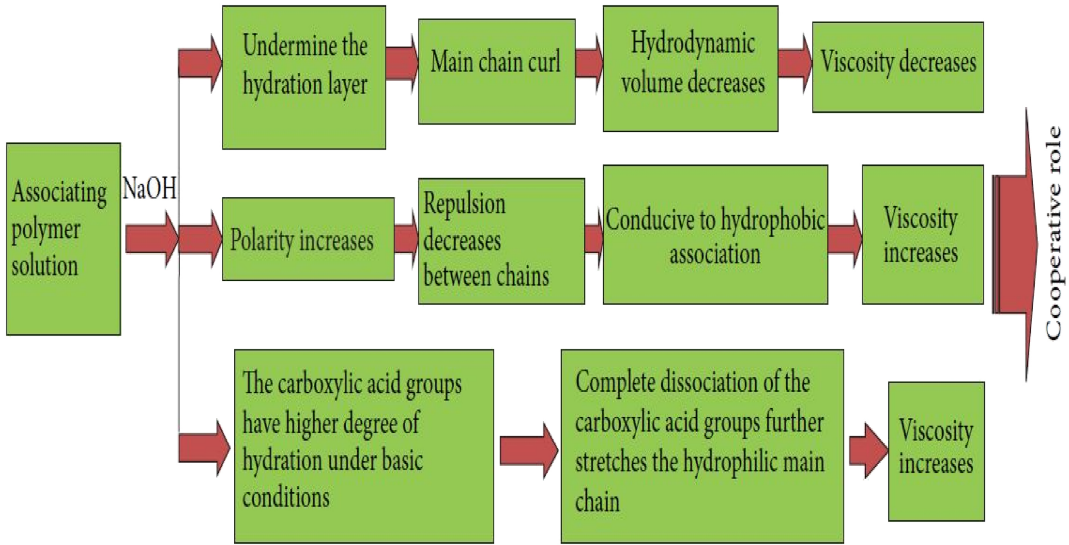 Associating
polymer
solution
NaOH
Undermine the
hydration layer
Main chain curl
Hydrodynamic
volume decreases
Viscosity decreases
Polarity increases
Repulsion
decreases
between chains
Conducive to hydrophobic
association
Viscosity
increases
The carboxylic acid groups
have higher degree of
hydration under basic
conditions
Complete dissociation of the
carboxylic acid groups further
stretches the hydrophilic main
chain
Viscosity
increases
Cooperative role